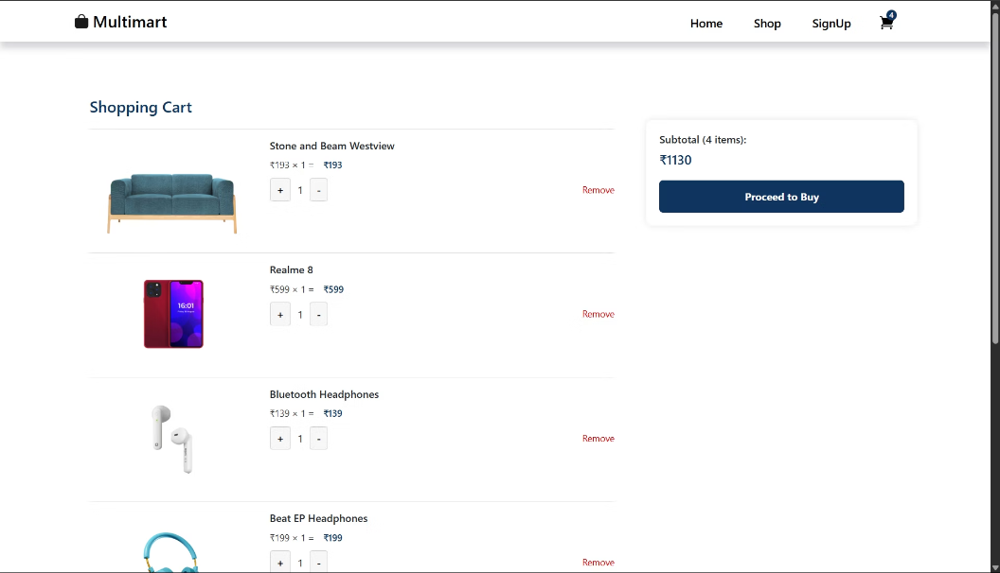 Multimart
Home Shop SignUp 4
Shopping Cart
Stone and Beam Westview
₹193 × 1 = ₹193
+ 1 -
Remove
Subtotal (4 items):
₹1130
Proceed to Buy
Realme 8
₹599 × 1 = ₹599
+ 1 -
Remove
16:01
Bluetooth Headphones
₹139 × 1 = ₹139
+ 1 -
Remove
Beat EP Headphones
₹199 × 1 = ₹199
+ 1 -
Remove